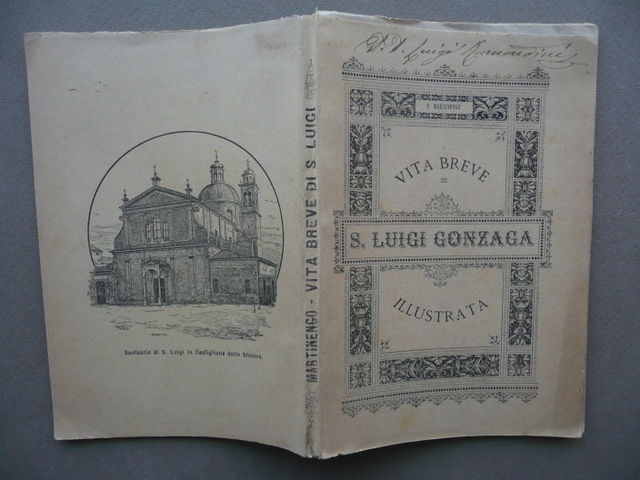 D. D. Luigi
F. MARTINENGO
VITA BREVE
DI
S. LUIGI GONZAGA
ILLUSTRATA
MARTINENGO - VITA BREVE DI S. LUIGI
Santuario di S. Luigi in Castiglione delle Stiviere.